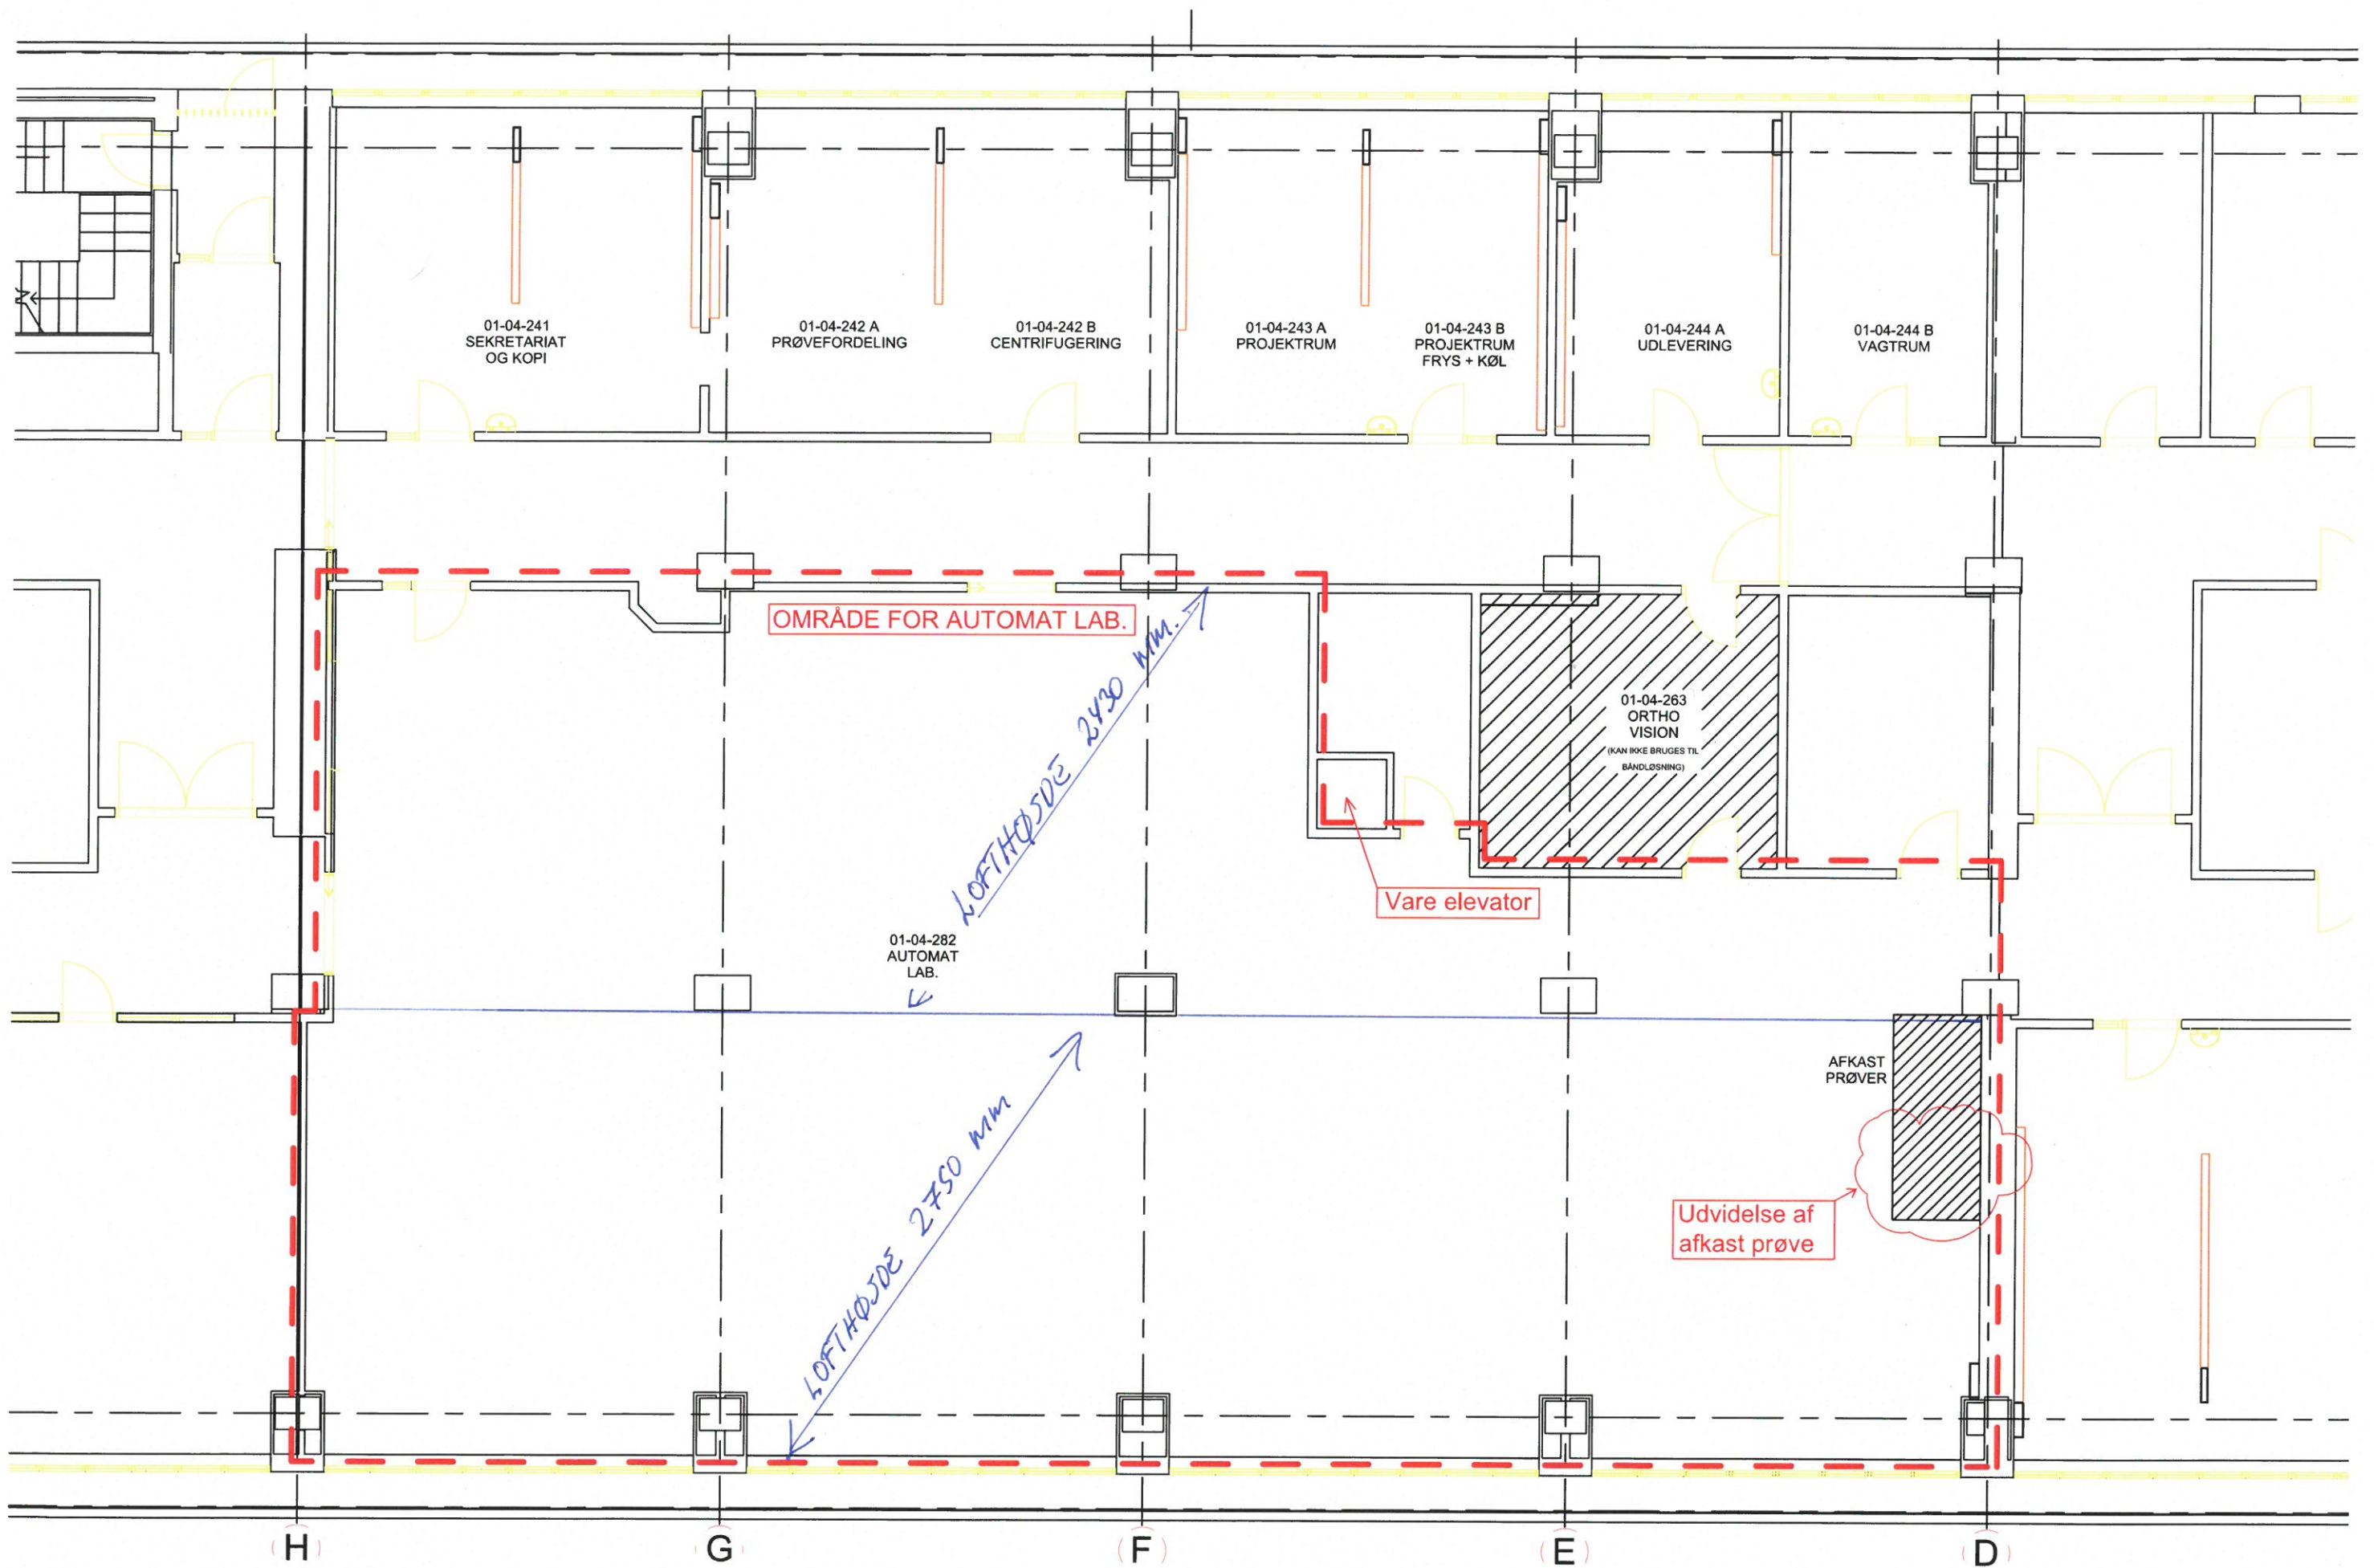 01-04-241
SEKRETARIAT
OG KOPI
01-04-242 A
PRØVEFORDELING
01-04-242 B
CENTRIFUGERING
01-04-243 A
PROJEKTRUM
01-04-243 B
PROJEKTRUM
FRYS + KØL
01-04-244 A
UDLEVERING
01-04-244 B
VAGTRUM
OMRÅDE FOR AUTOMAT LAB.
LOFTHØJDE 2430 mm.
01-04-263
ORTHO
VISION
(KAN IKKE BRUGES TIL
BÅNDLØSNING)
Vare elevator
01-04-282
AUTOMAT
LAB.
AFKAST
PRØVER
LOFTHØJDE 2750 mm
Udvidelse af
afkast prøve
H
G
F
E
D